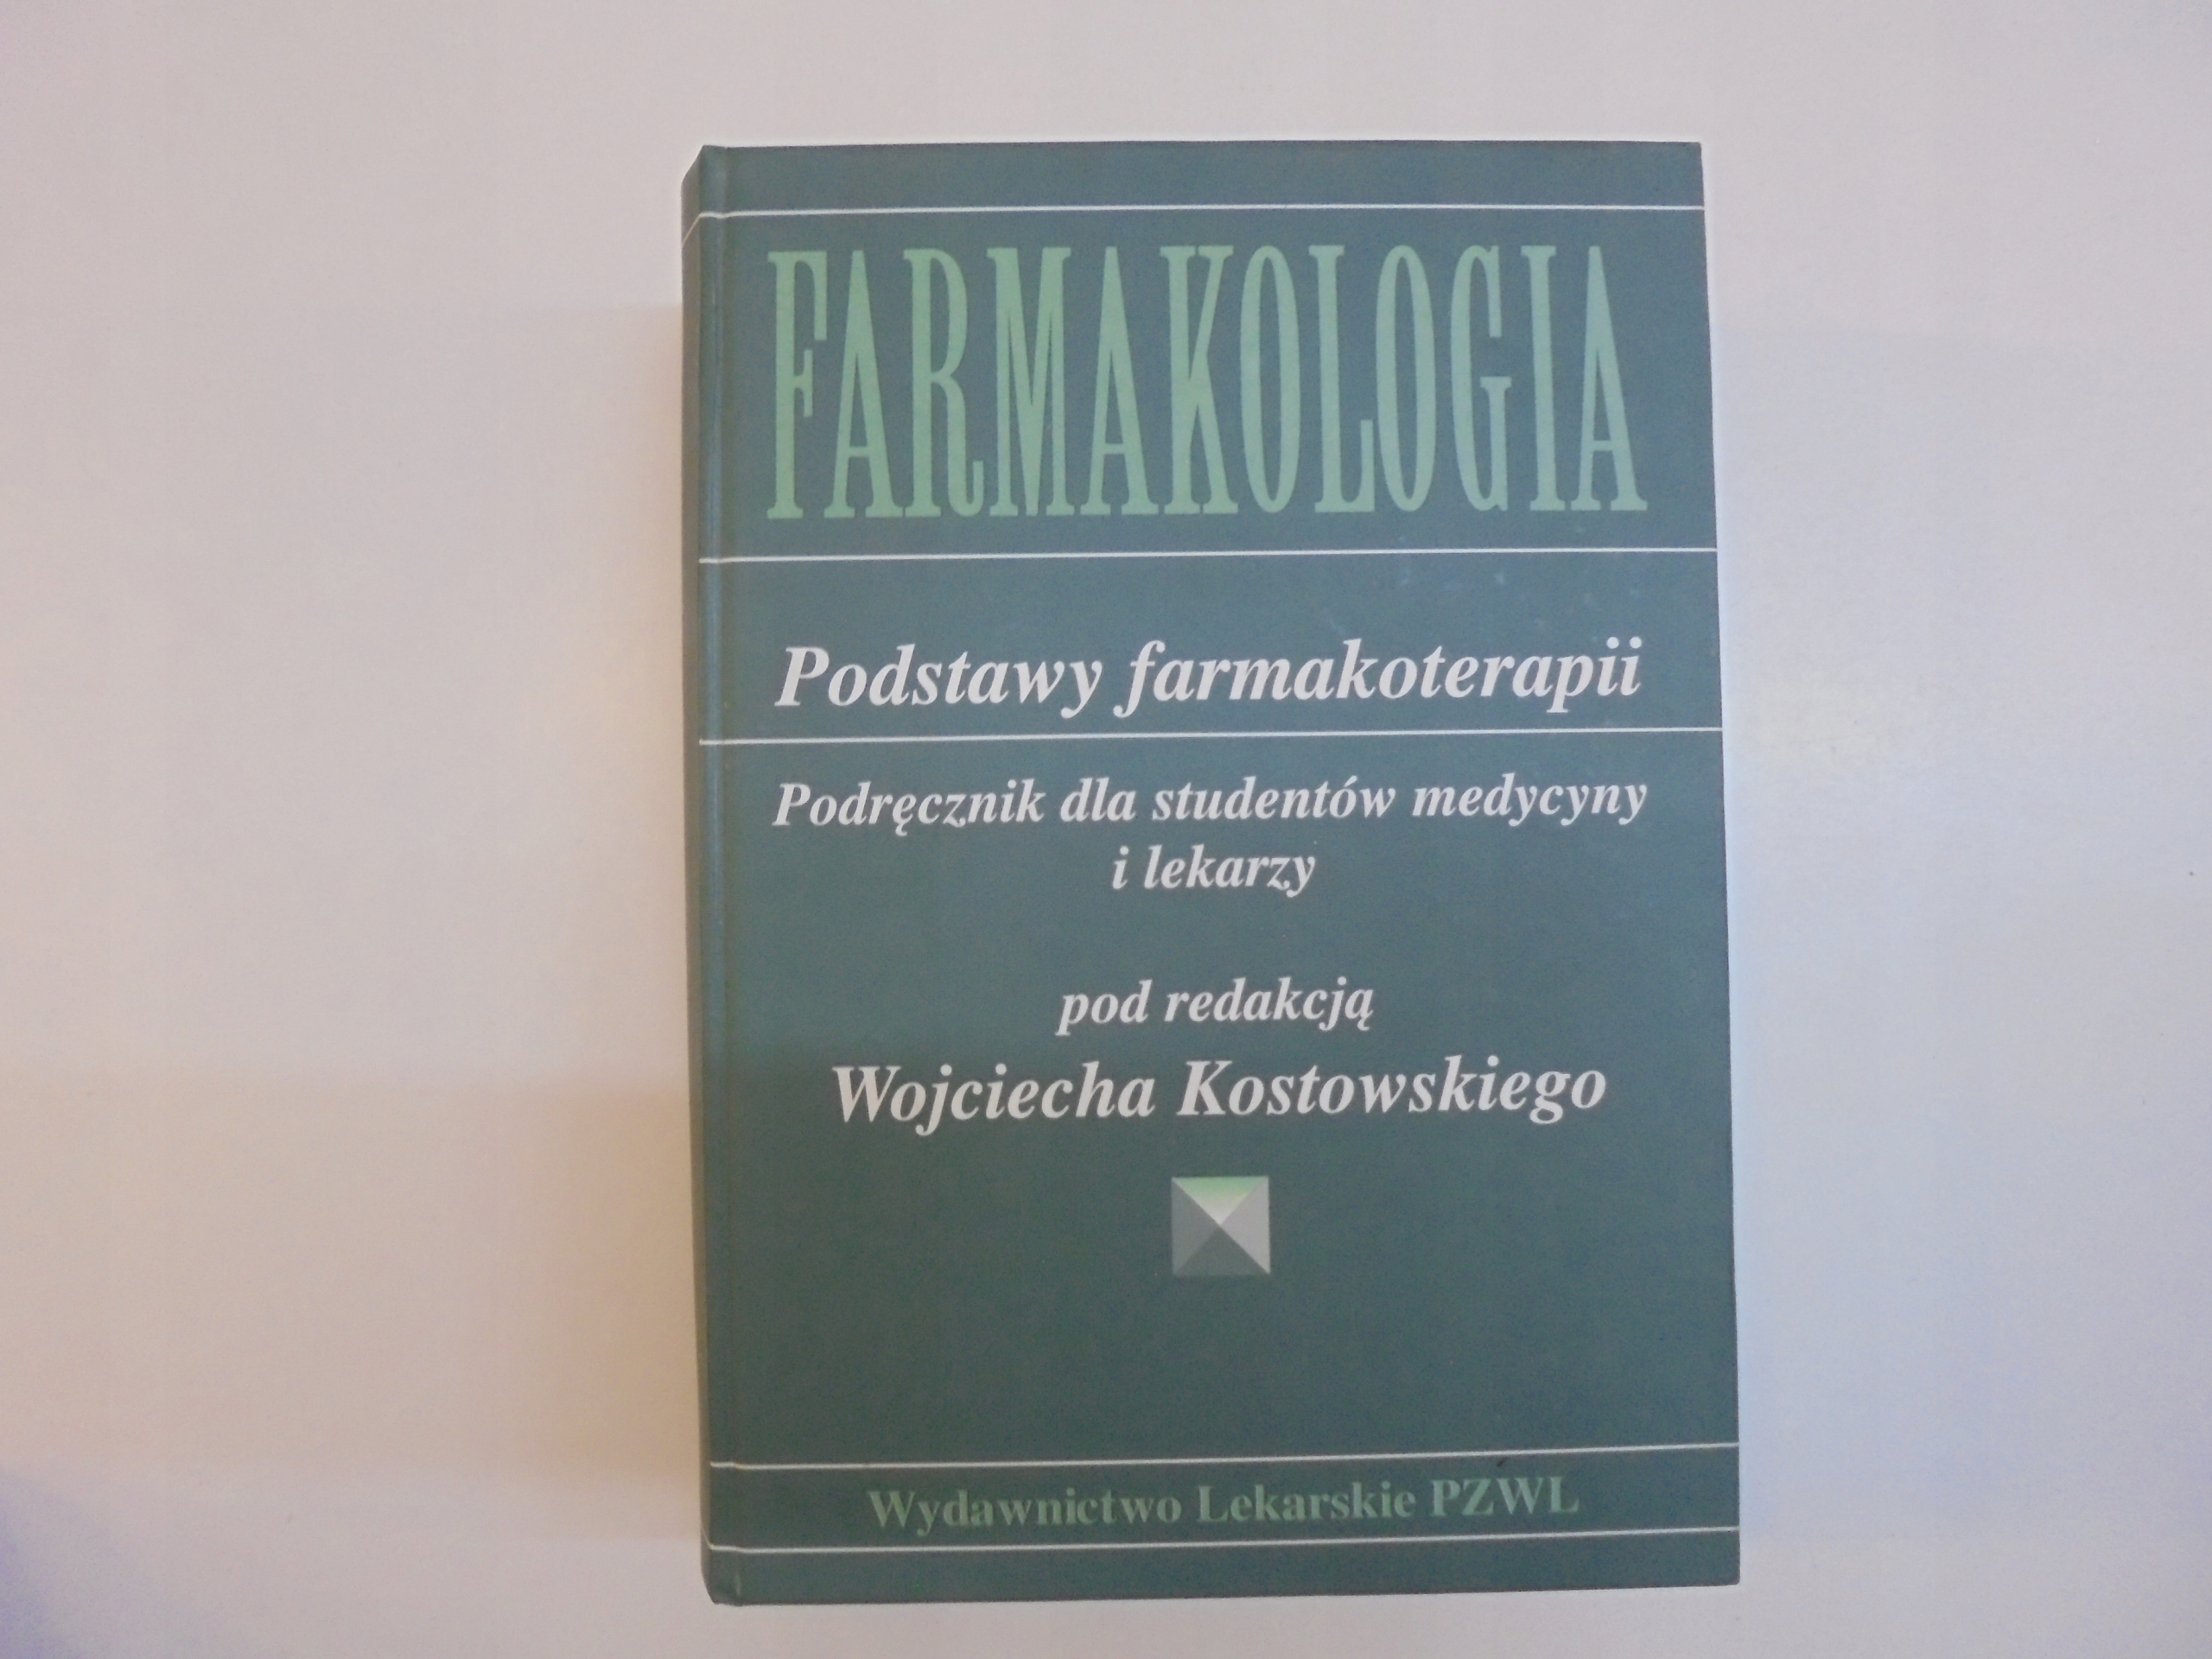 FARMAKOLOGIA
Podstawy farmakoterapii
Podręcznik dla studentów medycyny
i lekarzy
pod redakcją
Wojciecha Kostowskiego
Wydawnictwo Lekarskie PZWL